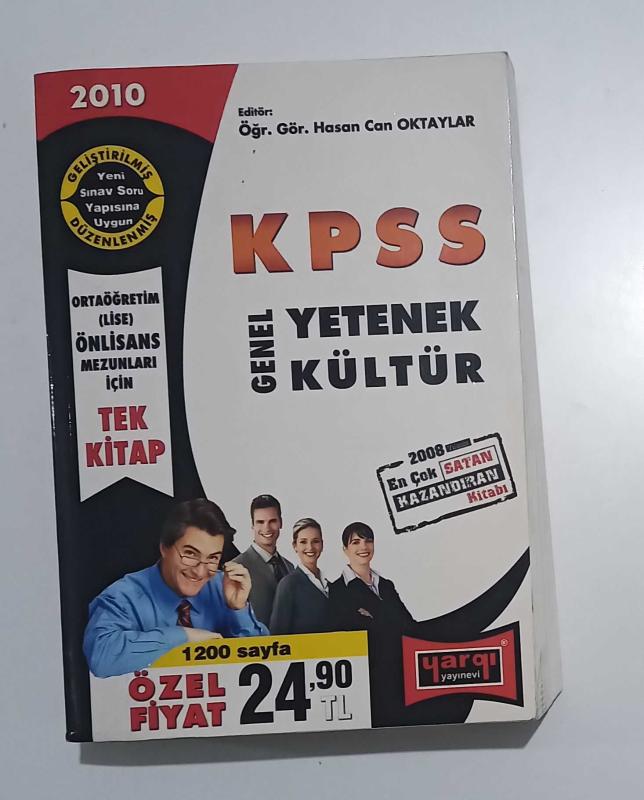 2010
Editör:
Öğr. Gör. Hasan Can OKTAYLAR
GELİŞTİRİLMİŞ
Yeni
Sınav Soru
Yapısına
Uygun
DÜZENLENMİŞ
KPSS
GENEL
YETENEK
KÜLTÜR
ORTAÖĞRETİM
(LİSE)
ÖNLİSANS
MEZUNLARI
İÇİN
TEK
KİTAP
2008
En Çok SATAN
KAZANDIRAN
Kitabı
1200 sayfa
ÖZEL
FİYAT
24,90
TL
yargı
yayınevi